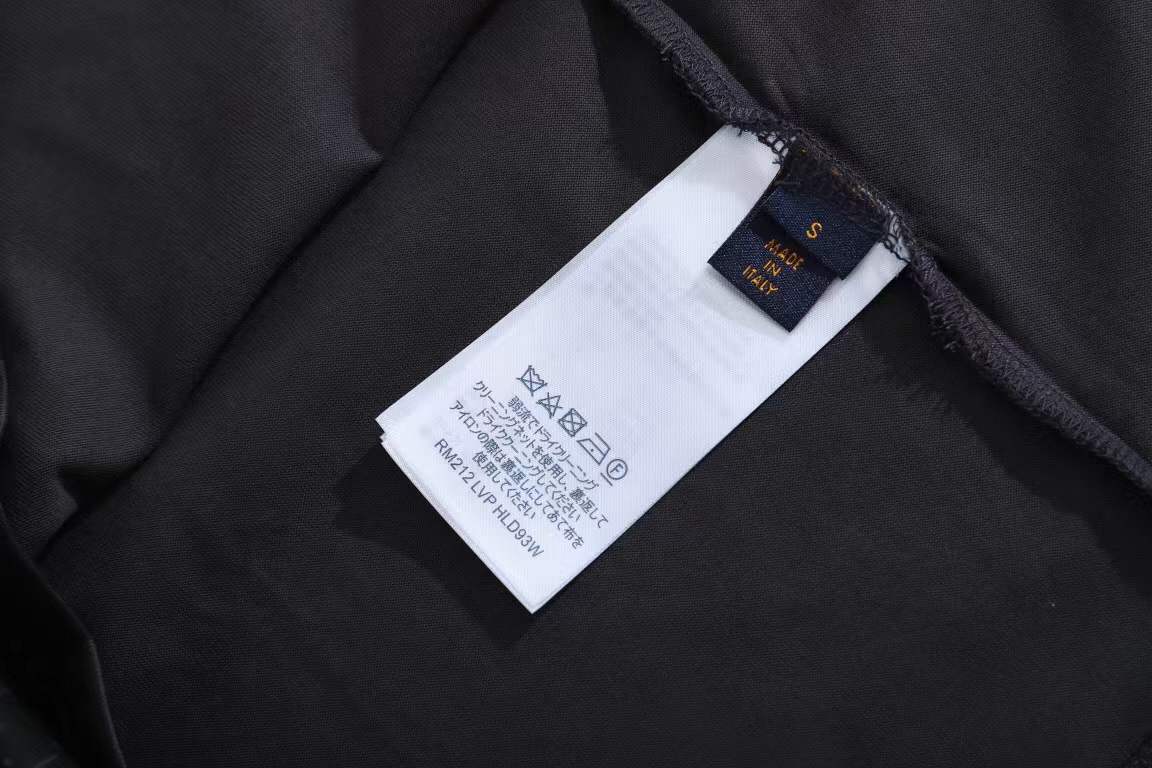 S
MADE
IN
ITALY
F
弱流でドライクリーニング
クリーニングネットを使用し、裏返して
ドライクワーニングしてください
アイロンの際は裏返しにしてあて布を
使用してください
RM212 LVP HLD93W